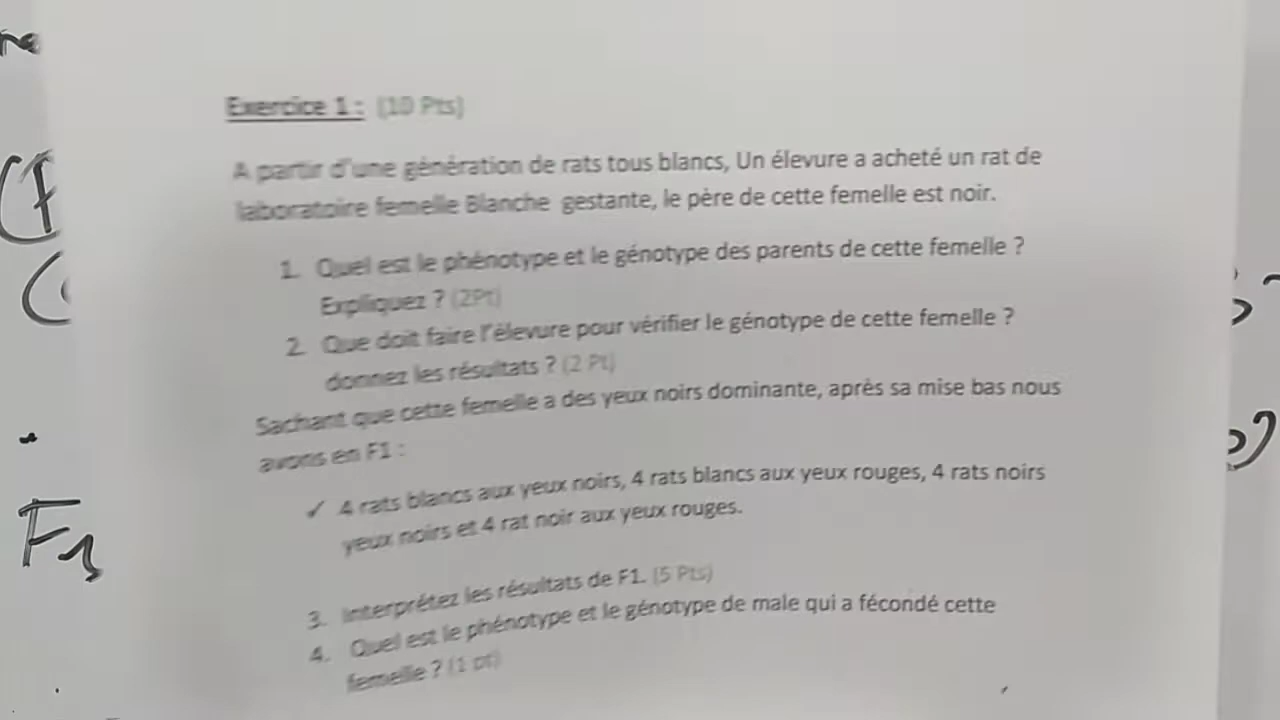 Exercice 1 : (10 Pts)
A partir d'une génération de rats tous blancs, Un élevure a acheté un rat de
laboratoire femelle Blanche gestante, le père de cette femelle est noir.
1. Quel est le phénotype et le génotype des parents de cette femelle ?
Expliquez ? (2Pt)
2. Que doit faire l'élevure pour vérifier le génotype de cette femelle ?
donnez les résultats ? (2 Pt)
Sachant que cette femelle a des yeux noirs dominante, après sa mise bas nous
avons en F1 :
✓ 4 rats blancs aux yeux noirs, 4 rats blancs aux yeux rouges, 4 rats noirs
yeux noirs et 4 rat noir aux yeux rouges.
3. Interprétez les résultats de F1. (5 Pts)
4. Quel est le phénotype et le génotype de male qui a fécondé cette
femelle ? (1 pt)
F1